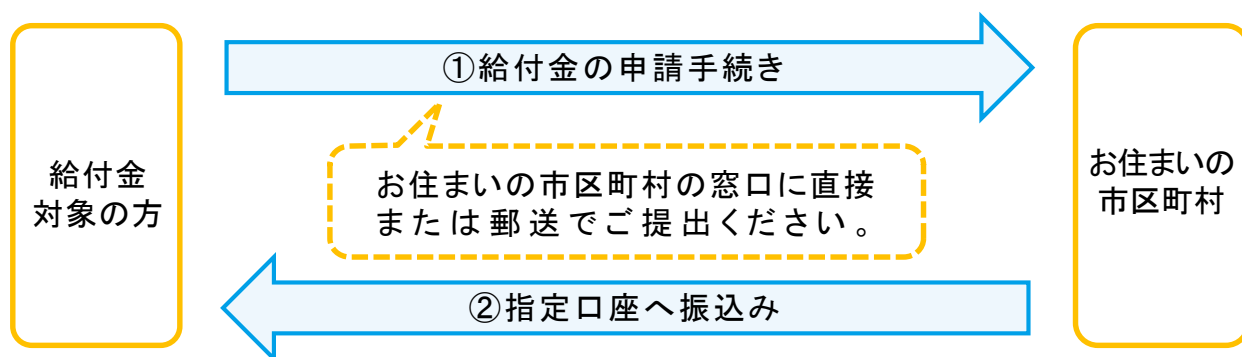 給付金
対象の方
①給付金の申請手続き
お住まいの市区町村の窓口に直接
または郵送でご提出ください。
②指定口座へ振込み
お住まいの
市区町村